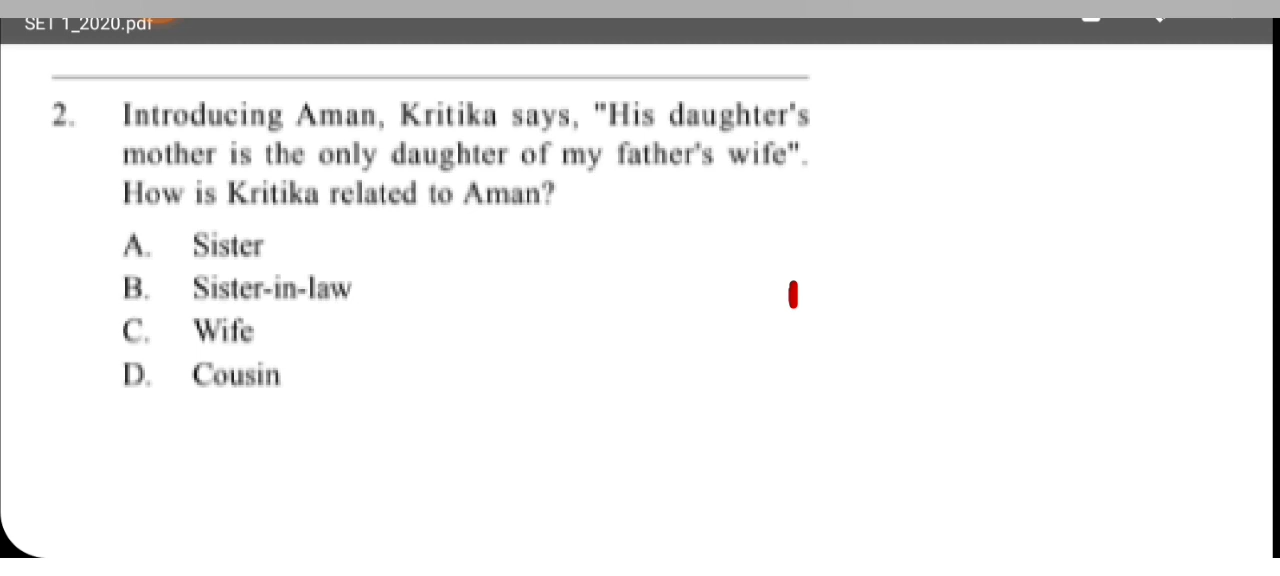 SET 1_2020.pdf
2. Introducing Aman, Kritika says, "His daughter's
mother is the only daughter of my father's wife".
How is Kritika related to Aman?
A. Sister
B. Sister-in-law
C. Wife
D. Cousin